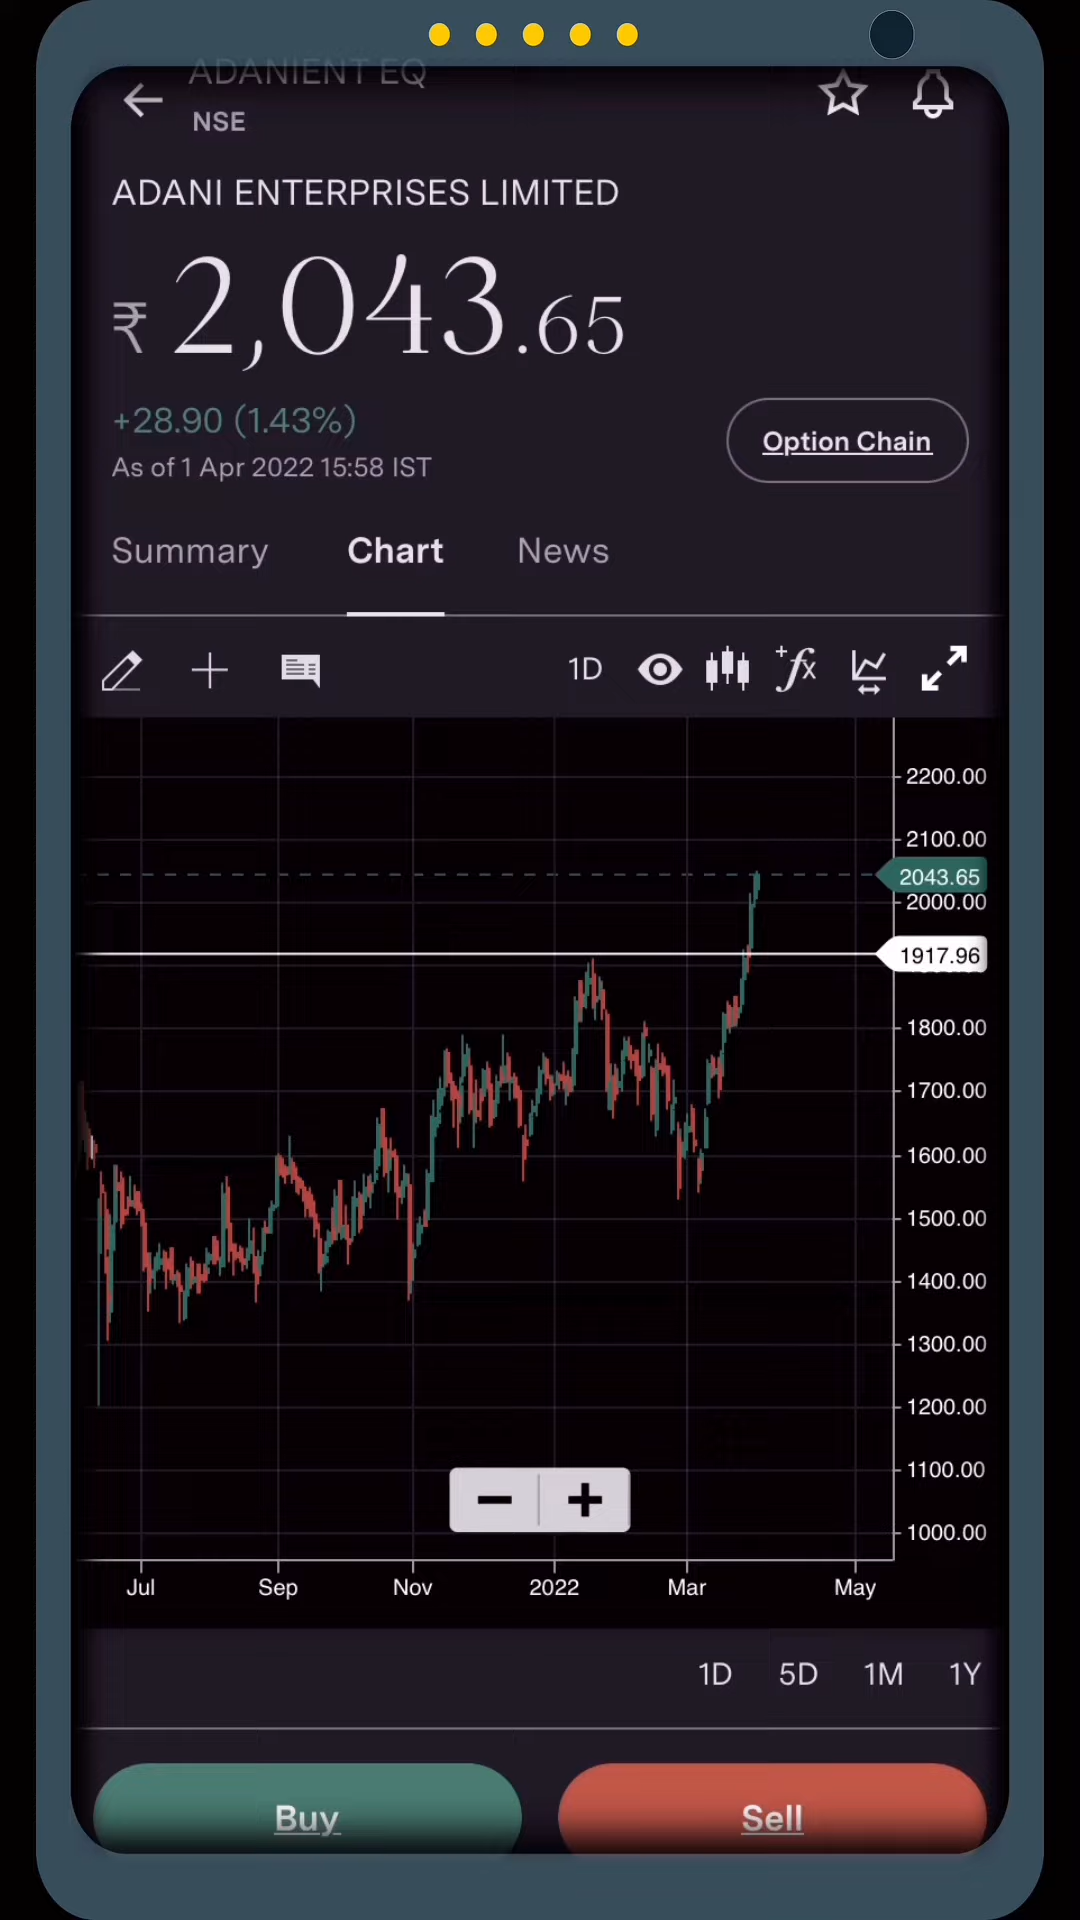 ADANIENT EQ
NSE
ADANI ENTERPRISES LIMITED
₹ 2,043.65
+28.90 (1.43%)
As of 1 Apr 2022 15:58 IST
Option Chain
Summary Chart News
1D +fx
2200.00
2100.00
2043.65
2000.00
1917.96
1800.00
1700.00
1600.00
1500.00
1400.00
1300.00
1200.00
1100.00
1000.00
− +
Jul Sep Nov 2022 Mar May
1D 5D 1M 1Y
Buy Sell